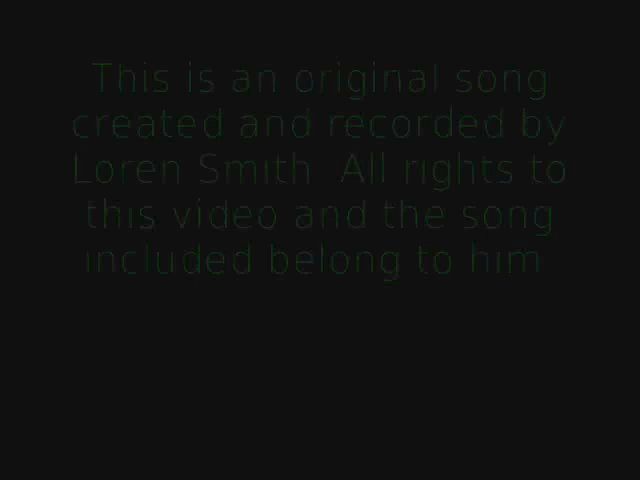 This is an original song
created and recorded by
Loren Smith All rights to
this video and the song
included belong to him